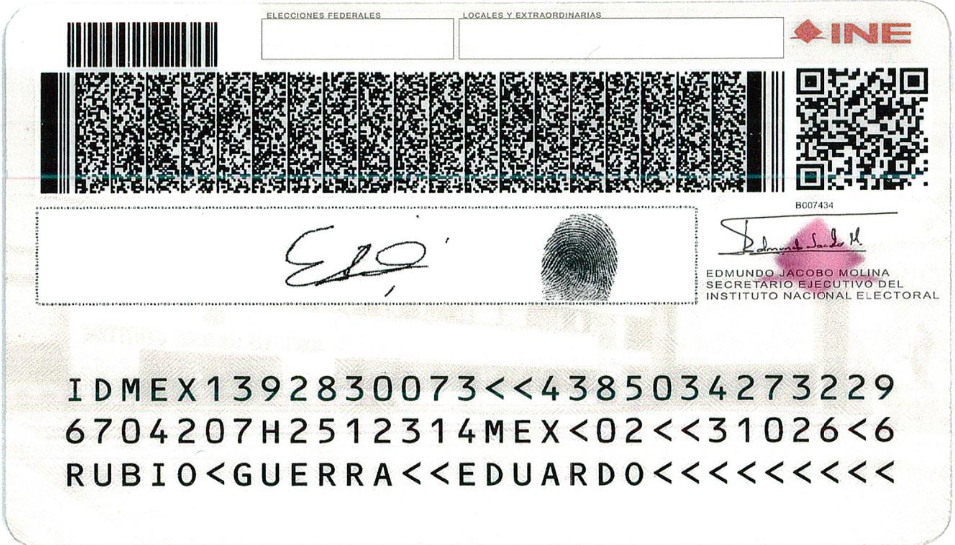 ELECCIONES FEDERALES
LOCALES Y EXTRAORDINARIAS
INE
B007434
EDMUNDO JACOBO MOLINA
SECRETARIO EJECUTIVO DEL
INSTITUTO NACIONAL ELECTORAL
IDMEX1392830073<<4385034273229
6704207H2512314MEX<02<<31026<6
RUBIO<GUERRA<<EDUARDO<<<<<<<<<